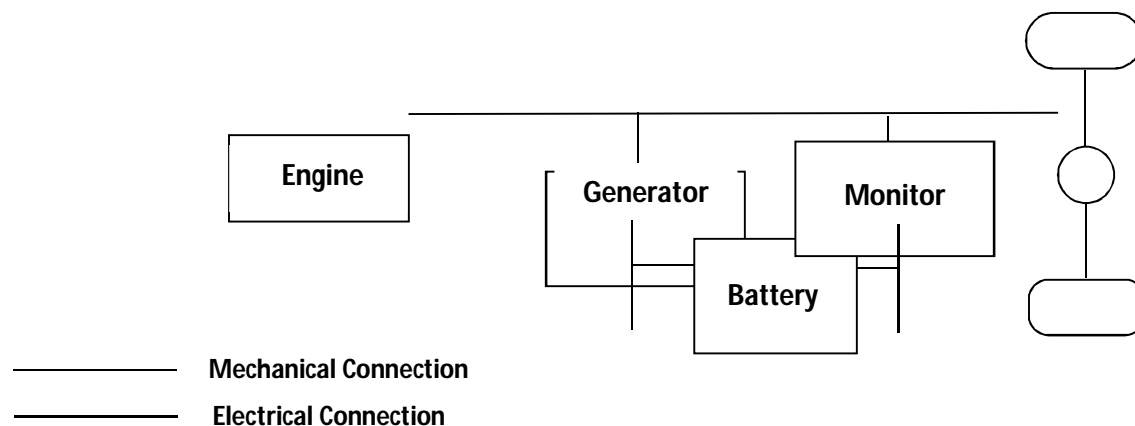 Engine
Generator
Monitor
Battery
Mechanical Connection
Electrical Connection